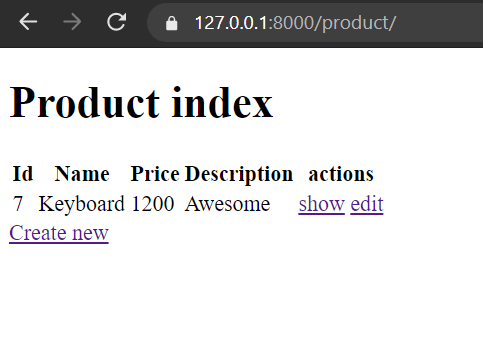 127.0.0.1:8000/product/
Product index
Id Name Price Description actions
7 Keyboard 1200 Awesome show edit
Create new